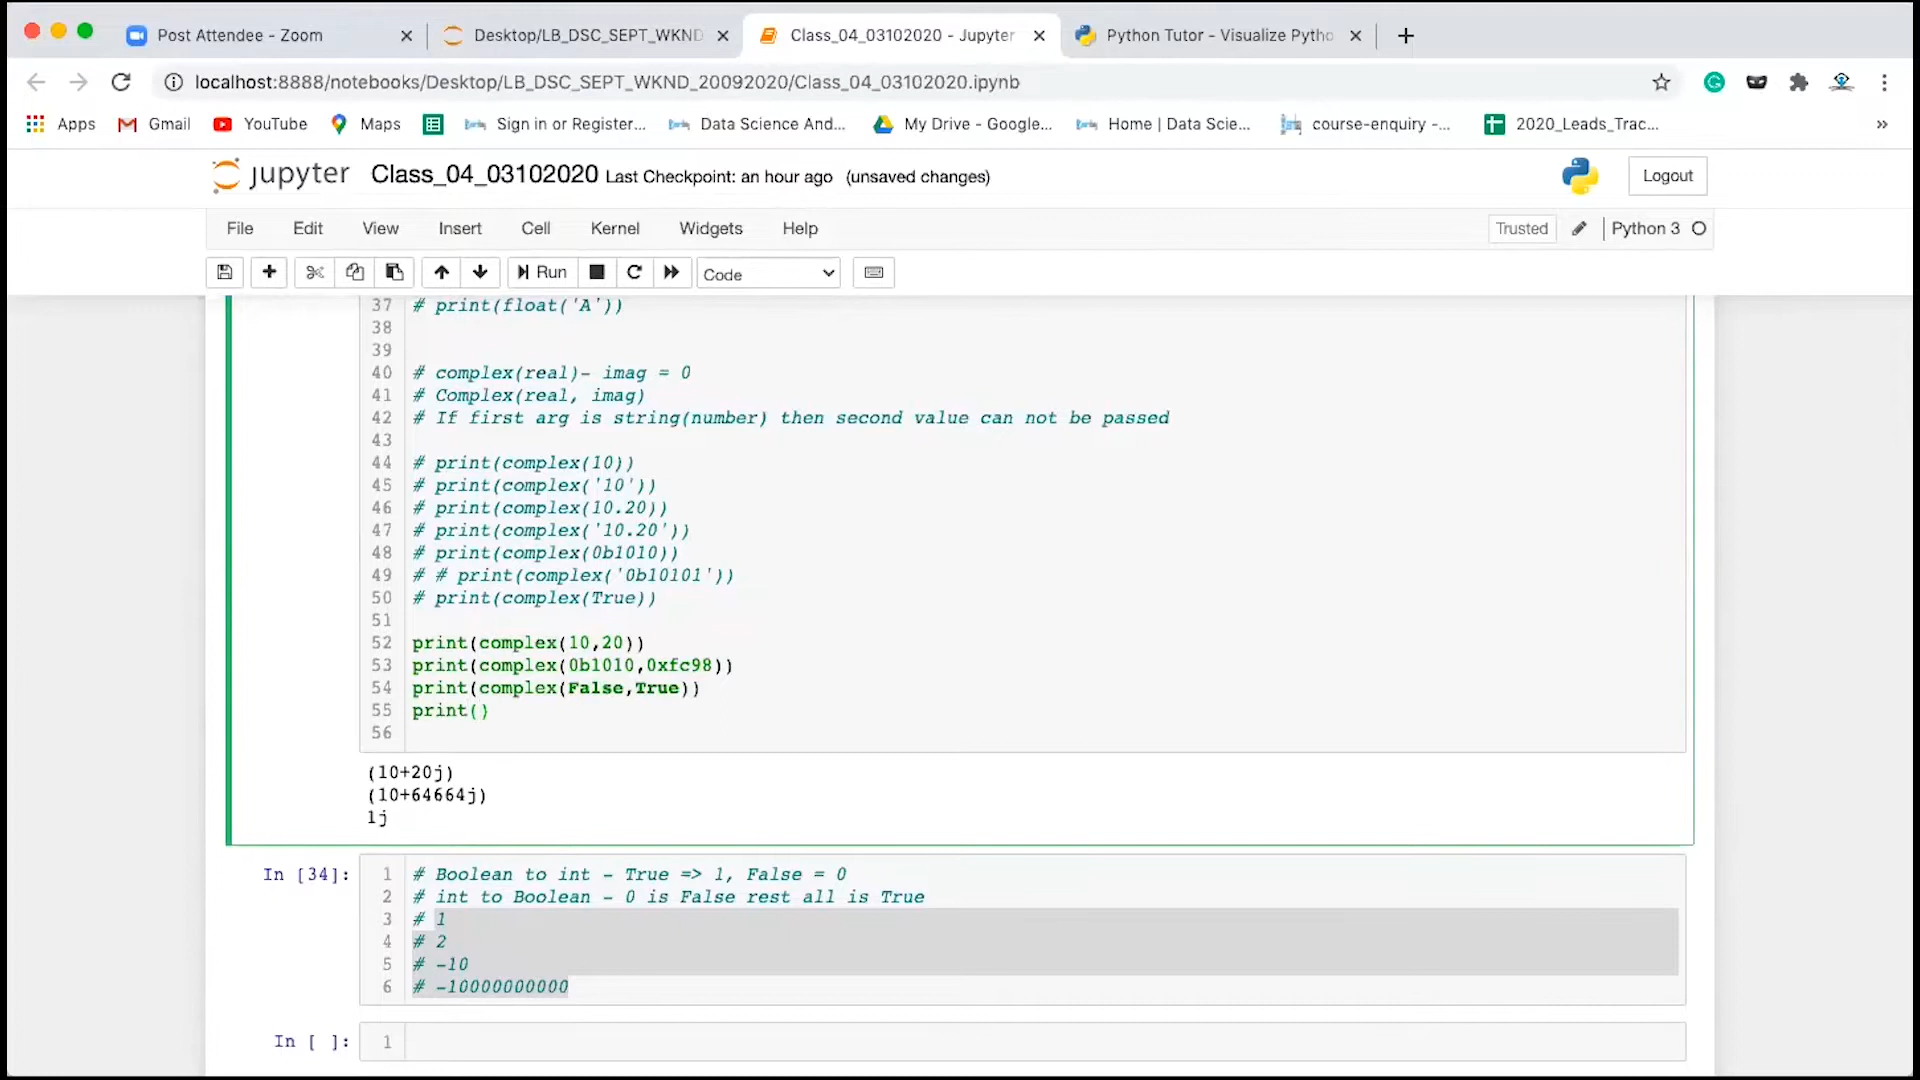 Post Attendee - Zoom
Desktop/LB_DSC_SEPT_WKND
Class_04_03102020 - Jupyter
Python Tutor - Visualize Pytho
localhost:8888/notebooks/Desktop/LB_DSC_SEPT_WKND_20092020/Class_04_03102020.ipynb
Apps
Gmail
YouTube
Maps
Sign in or Register...
Data Science And...
My Drive - Google...
Home | Data Scie...
course-enquiry -...
2020_Leads_Trac...
»
jupyter Class_04_03102020 Last Checkpoint: an hour ago (unsaved changes)
Logout
File Edit View Insert Cell Kernel Widgets Help
Trusted
Python 3
Run
Code
37 # print(float('A'))
38
39
40 # complex(real)- imag = 0
41 # Complex(real, imag)
42 # If first arg is string(number) then second value can not be passed
43
44 # print(complex(10))
45 # print(complex('10'))
46 # print(complex(10.20))
47 # print(complex('10.20'))
48 # print(complex(0b1010))
49 # # print(complex('0b10101'))
50 # print(complex(True))
51
52 print(complex(10,20))
53 print(complex(0b1010,0xfc98))
54 print(complex(False,True))
55 print()
56
(10+20j)
(10+64664j)
1j
In [34]:
1 # Boolean to int - True => 1, False = 0
2 # int to Boolean - 0 is False rest all is True
3 # 1
4 # 2
5 # -10
6 # -10000000000
In [ ]:
1